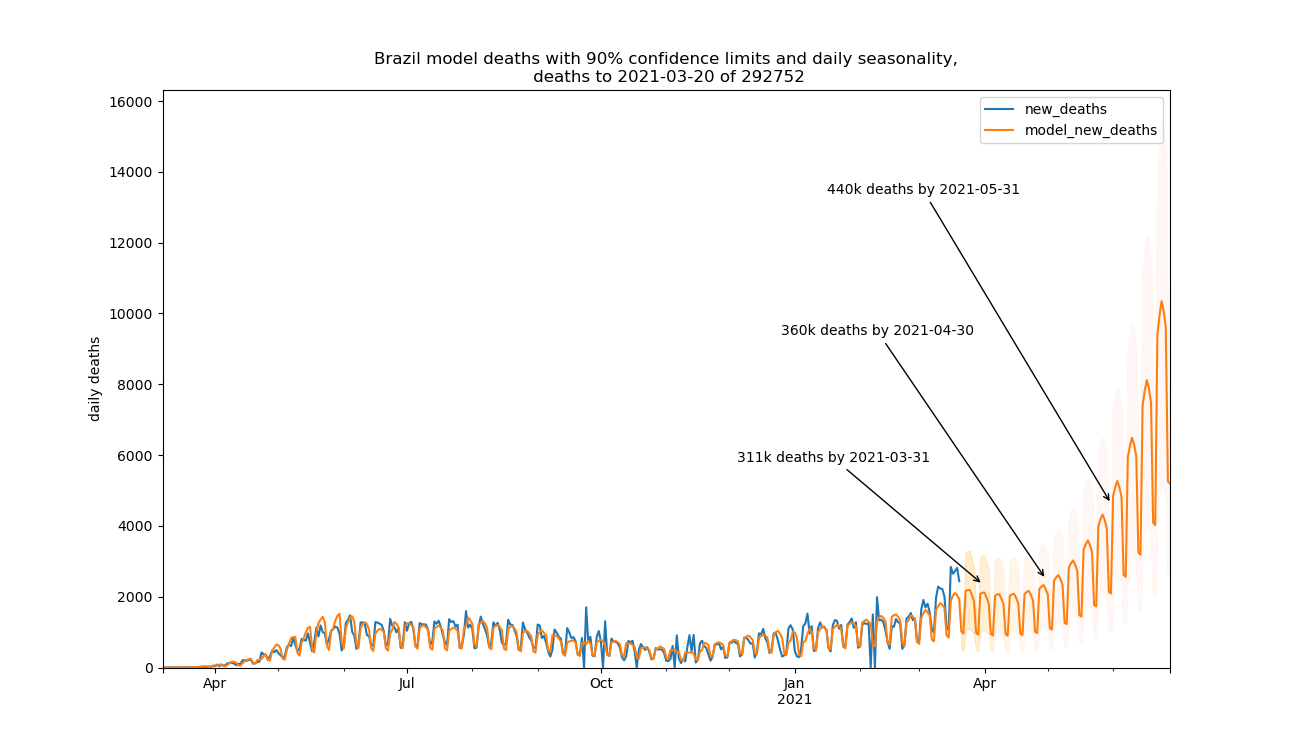 Brazil model deaths with 90% confidence limits and daily seasonality,
deaths to 2021-03-20 of 292752
16000
14000
12000
10000
8000
6000
4000
2000
0
daily deaths
new_deaths
model_new_deaths
440k deaths by 2021-05-31
360k deaths by 2021-04-30
311k deaths by 2021-03-31
Apr
Jul
Oct
Jan
2021
Apr